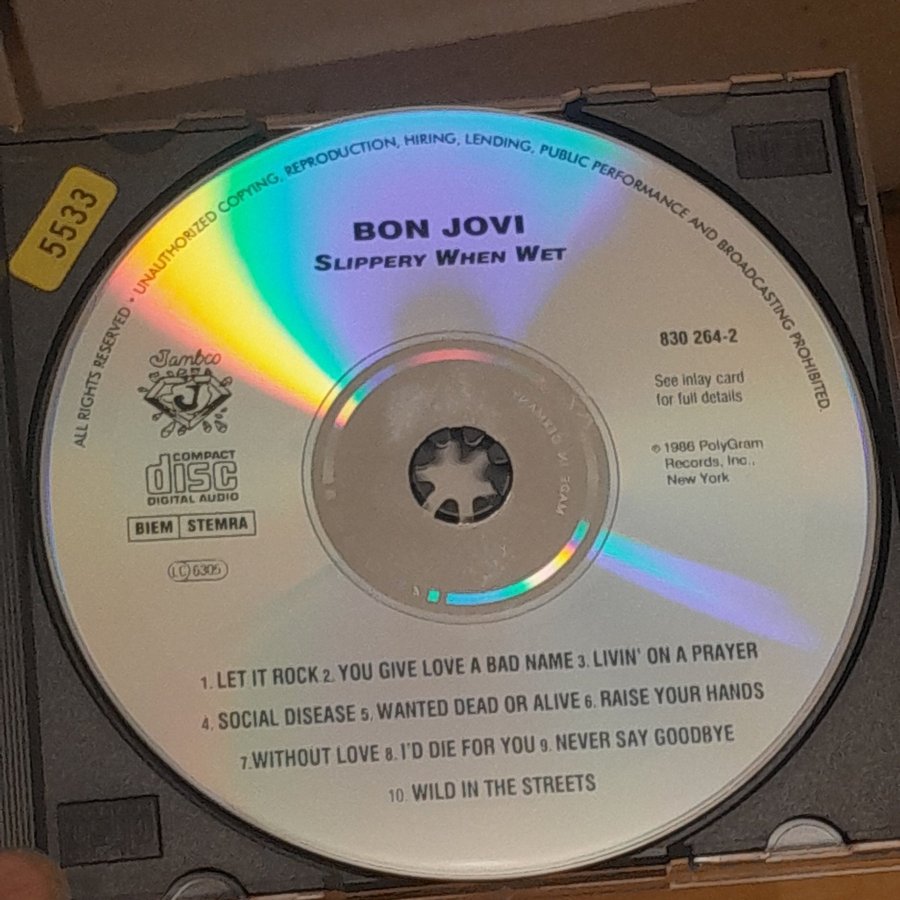 5533
ALL RIGHTS RESERVED • UNAUTHORIZED COPYING, REPRODUCTION, HIRING, LENDING, PUBLIC PERFORMANCE AND BROADCASTING PROHIBITED.
BON JOVI
SLIPPERY WHEN WET
Jambco
J
COMPACT
disc
DIGITAL AUDIO
BIEM STEMRA
LC 6305
830 264-2
See inlay card
for full details
℗ 1986 PolyGram
Records, Inc.,
New York
MADE IN
1. LET IT ROCK 2. YOU GIVE LOVE A BAD NAME 3. LIVIN' ON A PRAYER
4. SOCIAL DISEASE 5. WANTED DEAD OR ALIVE 6. RAISE YOUR HANDS
7. WITHOUT LOVE 8. I'D DIE FOR YOU 9. NEVER SAY GOODBYE
10. WILD IN THE STREETS